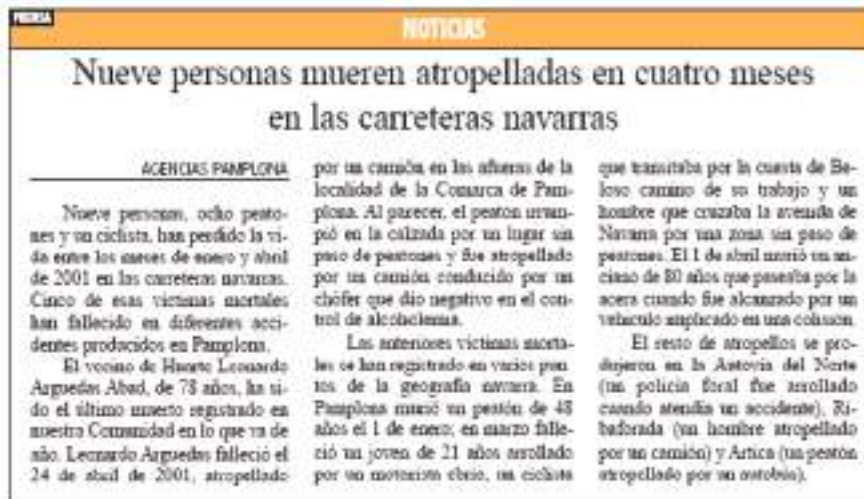 PRENSA
NOTICIAS
Nueve personas mueren atropelladas en cuatro meses
en las carreteras navarras
AGENCIAS PAMPLONA
Nueve personas, ocho peato-
nes y un ciclista, han perdido la vi-
da entre los meses de enero y abril
de 2001 en las carreteras navarras.
Cinco de esas víctimas mortales
han fallecido en diferentes acci-
dentes producidos en Pamplona.
El vecino de Huarte Leonardo
Arguedas Abad, de 78 años, ha si-
do el último muerto registrado en
nuestra Comunidad en lo que va de
año. Leonardo Arguedas falleció el
24 de abril de 2001, atropellado
por un camión en las afueras de la
localidad de la Comarca de Pam-
plona. Al parecer, el peatón irrum-
pió en la calzada por un lugar sin
paso de peatones y fue atropellado
por un camión conducido por un
chófer que dio negativo en el con-
trol de alcoholemia.
Las anteriores víctimas morta-
les se han registrado en varios pun-
tos de la geografía navarra. En
Pamplona murió un peatón de 48
años el 1 de enero; en marzo falle-
ció un joven de 21 años arrollado
por un motorista ebrio, un ciclista
que transitaba por la cuesta de Be-
loso camino de su trabajo y un
hombre que cruzaba la avenida de
Navarra por una zona sin paso de
peatones. El 1 de abril murió un an-
ciano de 80 años que paseaba por la
acera cuando fue alcanzado por un
vehículo implicado en una colisión.
El resto de atropellos se pro-
dujeron en la Autovía del Norte
(un policía foral fue arrollado
cuando atendía un accidente), Ri-
baforada (un hombre atropellado
por un camión) y Artica (un peatón
atropellado por un autobús).